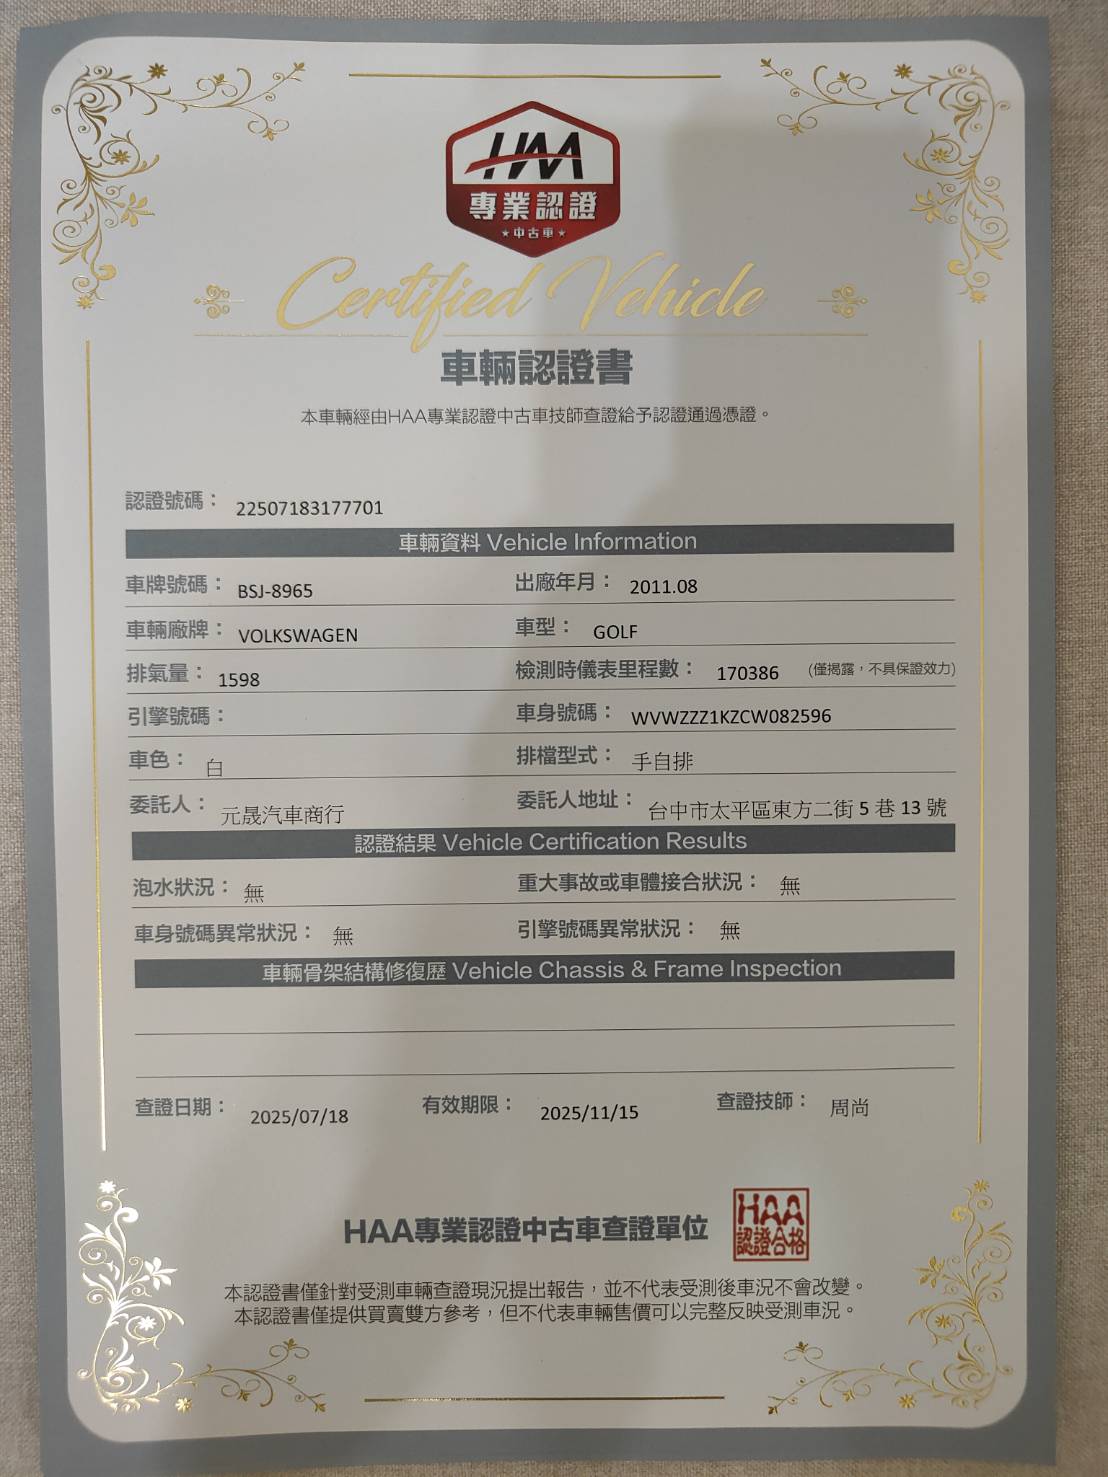 HAA
專業認證
★中古車★
Certified Vehicle
車輛認證書
本車輛經由HAA專業認證中古車技師查證給予認證通過憑證。
認證號碼： 22507183177701
車輛資料 Vehicle Information
車牌號碼： BSJ-8965 出廠年月： 2011.08
車輛廠牌： VOLKSWAGEN 車型： GOLF
排氣量： 1598 檢測時儀表里程數： 170386 (僅揭露，不具保證效力)
引擎號碼： 車身號碼： WVWZZZ1KZCW082596
車色： 白 排檔型式： 手自排
委託人： 元晟汽車商行 委託人地址： 台中市太平區東方二街 5 巷 13 號
認證結果 Vehicle Certification Results
泡水狀況： 無 重大事故或車體接合狀況： 無
車身號碼異常狀況： 無 引擎號碼異常狀況： 無
車輛骨架結構修復歷 Vehicle Chassis & Frame Inspection
查證日期： 2025/07/18 有效期限： 2025/11/15 查證技師： 周尚
HAA專業認證中古車查證單位
HAA
認證合格
本認證書僅針對受測車輛查證現況提出報告，並不代表受測後車況不會改變。
本認證書僅提供買賣雙方參考，但不代表車輛售價可以完整反映受測車況。